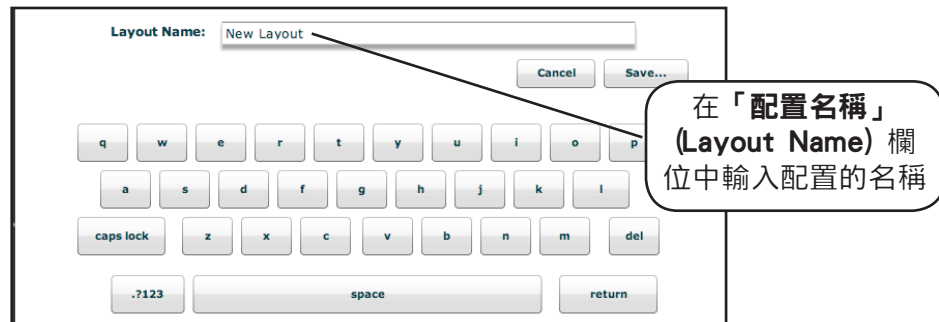 Layout Name: New Layout
Cancel Save...
在「配置名稱」
(Layout Name) 欄
位中輸入配置的名稱
q w e r t y u i o p
a s d f g h j k l
caps lock z x c v b n m del
.?123 space return